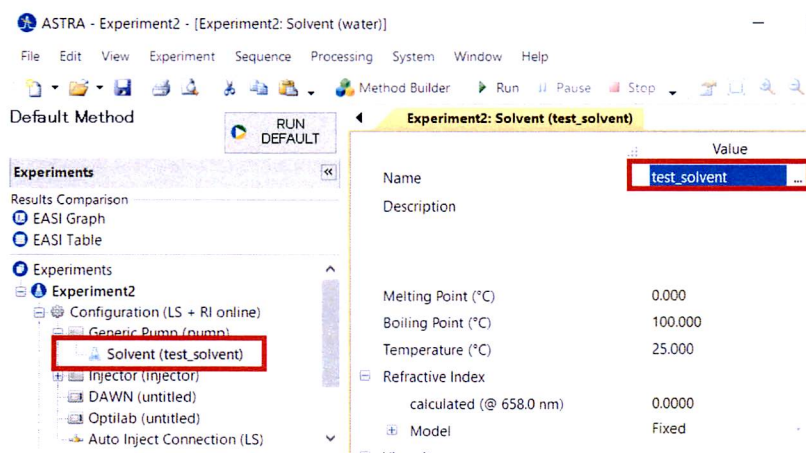 ASTRA - Experiment2 - [Experiment2: Solvent (water)]
File Edit View Experiment Sequence Processing System Window Help
Method Builder Run Pause Stop
Default Method
RUN DEFAULT
Experiments
Results Comparison
EASI Graph
EASI Table
Experiments
Experiment2
Configuration (LS + RI online)
Generic Pump (pump)
Solvent (test_solvent)
Injector (injector)
DAWN (untitled)
Optilab (untitled)
Auto Inject Connection (LS)
Experiment2: Solvent (test_solvent)
Value
Name test_solvent ...
Description
Melting Point (°C) 0.000
Boiling Point (°C) 100.000
Temperature (°C) 25.000
Refractive Index
calculated (@ 658.0 nm) 0.0000
Model Fixed